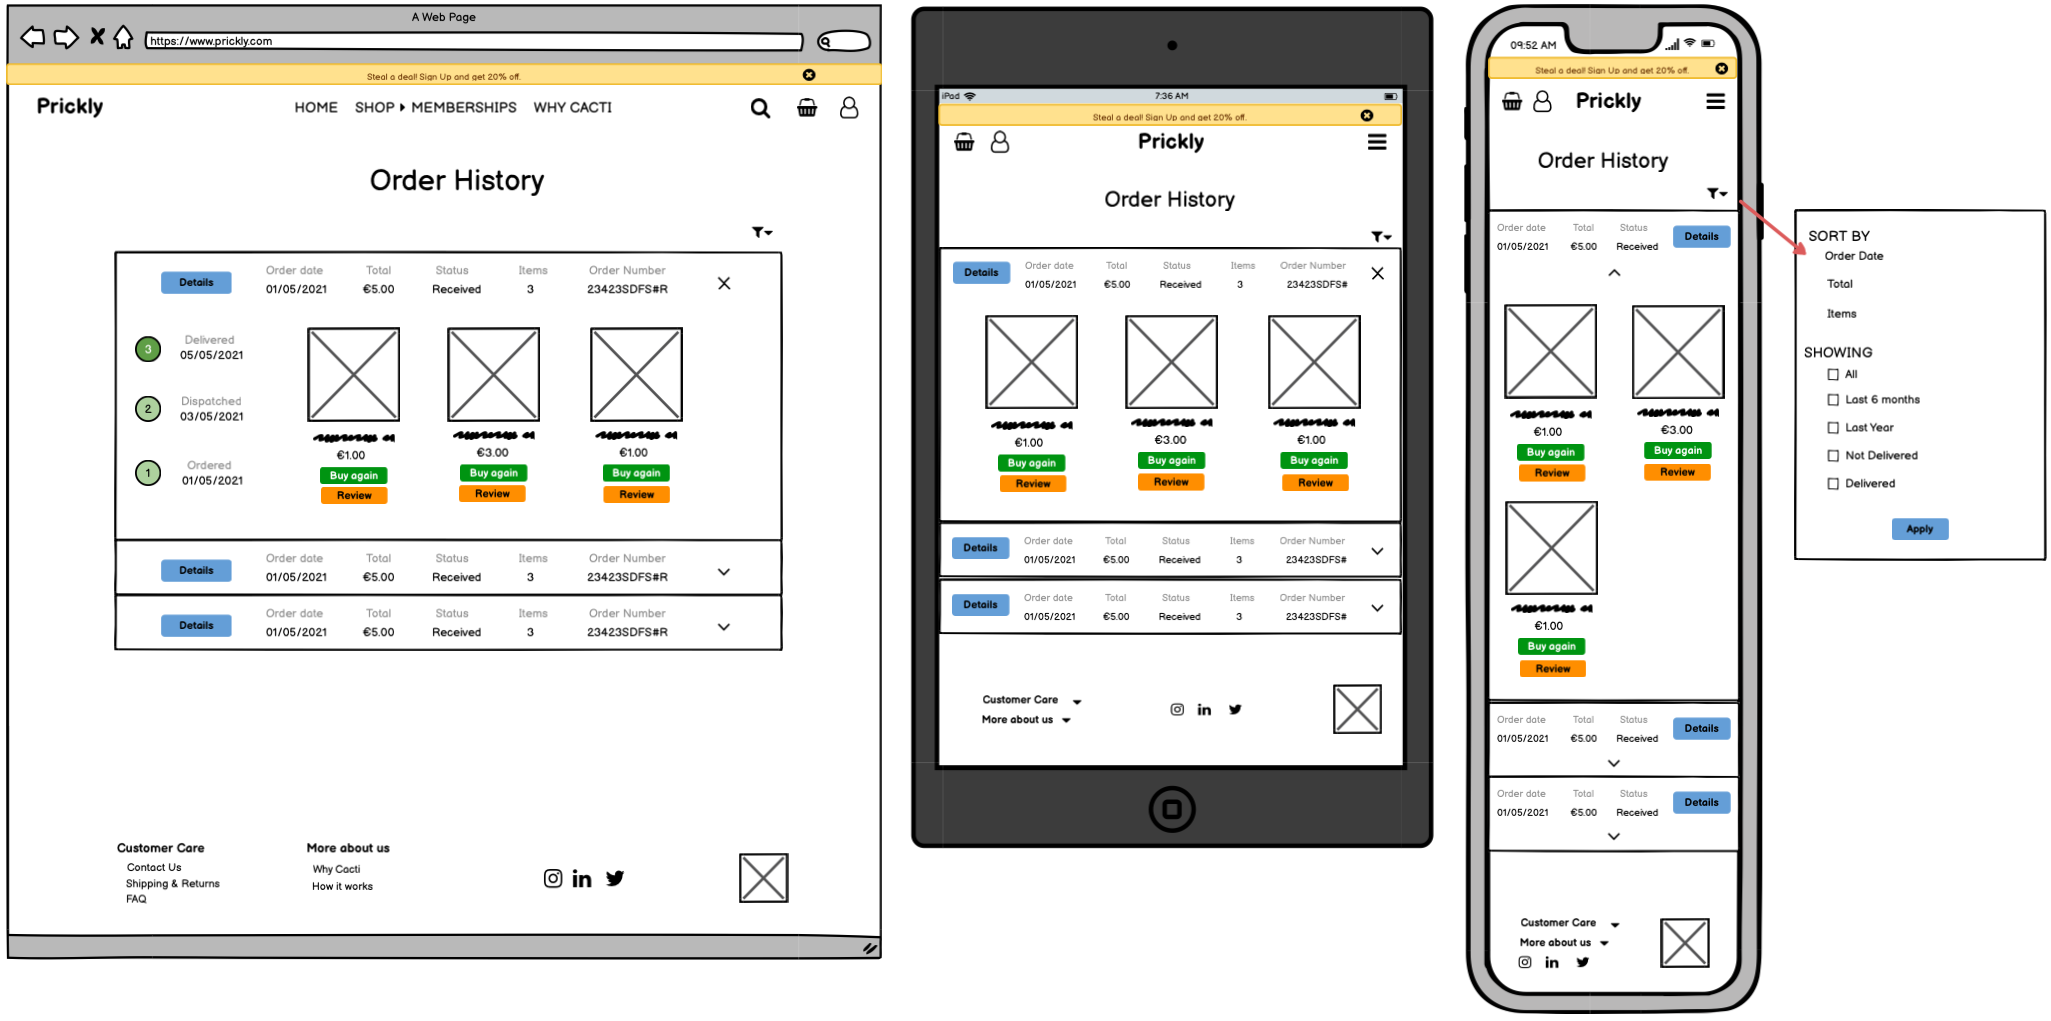 A Web Page
https://www.prickly.com
Steal a deal! Sign Up and get 20% off.
Prickly
HOME SHOP MEMBERSHIPS WHY CACTI
Order History
Details
Order date Total Status Items Order Number
01/05/2021 €5.00 Received 3 23423SDFS#R
3
Delivered
05/05/2021
2
Dispatched
03/05/2021
1
Ordered
01/05/2021
€1.00 €3.00 €1.00
Buy again Buy again Buy again
Review Review Review
Details
Order date Total Status Items Order Number
01/05/2021 €5.00 Received 3 23423SDFS#R
Details
Order date Total Status Items Order Number
01/05/2021 €5.00 Received 3 23423SDFS#R
Customer Care
Contact Us
Shipping & Returns
FAQ
More about us
Why Cacti
How it works
iPad 7:36 AM
Steal a deal! Sign Up and get 20% off.
Prickly
Order History
Details
Order date Total Status Items Order Number
01/05/2021 €5.00 Received 3 23423SDFS#
€1.00 €3.00 €1.00
Buy again Buy again Buy again
Review Review Review
Details
Order date Total Status Items Order Number
01/05/2021 €5.00 Received 3 23423SDFS#
Details
Order date Total Status Items Order Number
01/05/2021 €5.00 Received 3 23423SDFS#
Customer Care
More about us
09:52 AM
Steal a deal! Sign Up and get 20% off.
Prickly
Order History
Order date Total Status
01/05/2021 €5.00 Received
Details
€1.00 €3.00
Buy again Buy again
Review Review
€1.00
Buy again
Review
Order date Total Status
01/05/2021 €5.00 Received
Details
Order date Total Status
01/05/2021 €5.00 Received
Details
Customer Care
More about us
SORT BY
Order Date
Total
Items
SHOWING
All
Last 6 months
Last Year
Not Delivered
Delivered
Apply